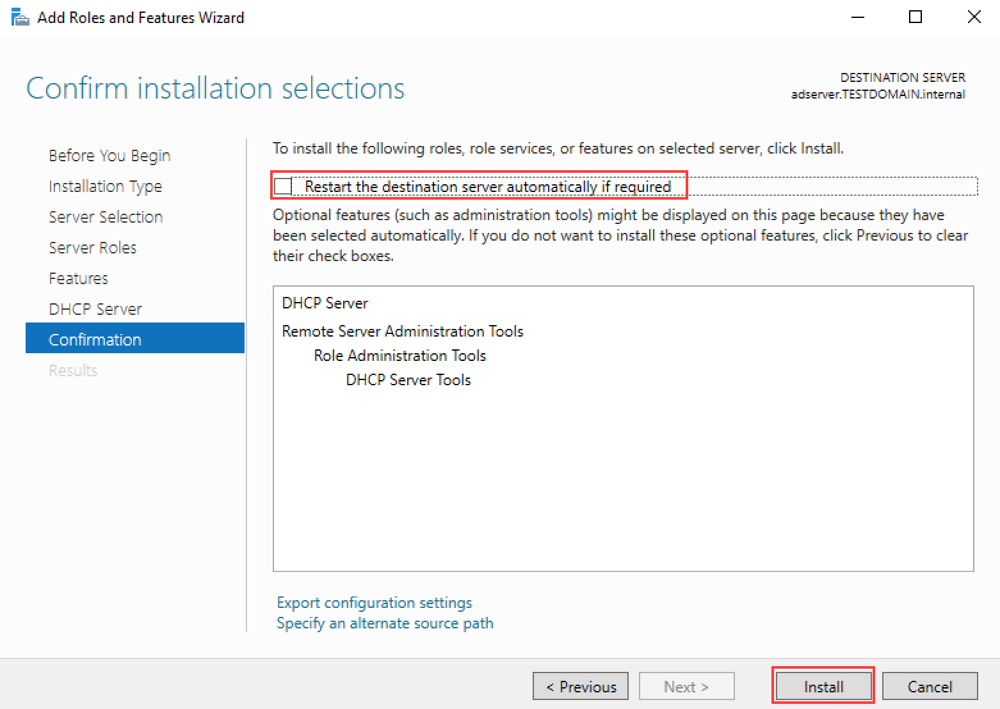 Add Roles and Features Wizard
Confirm installation selections
DESTINATION SERVER
adserver.TESTDOMAIN.internal
Before You Begin
Installation Type
Server Selection
Server Roles
Features
DHCP Server
Confirmation
Results
To install the following roles, role services, or features on selected server, click Install.
Restart the destination server automatically if required
Optional features (such as administration tools) might be displayed on this page because they have
been selected automatically. If you do not want to install these optional features, click Previous to clear
their check boxes.
DHCP Server
Remote Server Administration Tools
Role Administration Tools
DHCP Server Tools
Export configuration settings
Specify an alternate source path
< Previous
Next >
Install
Cancel